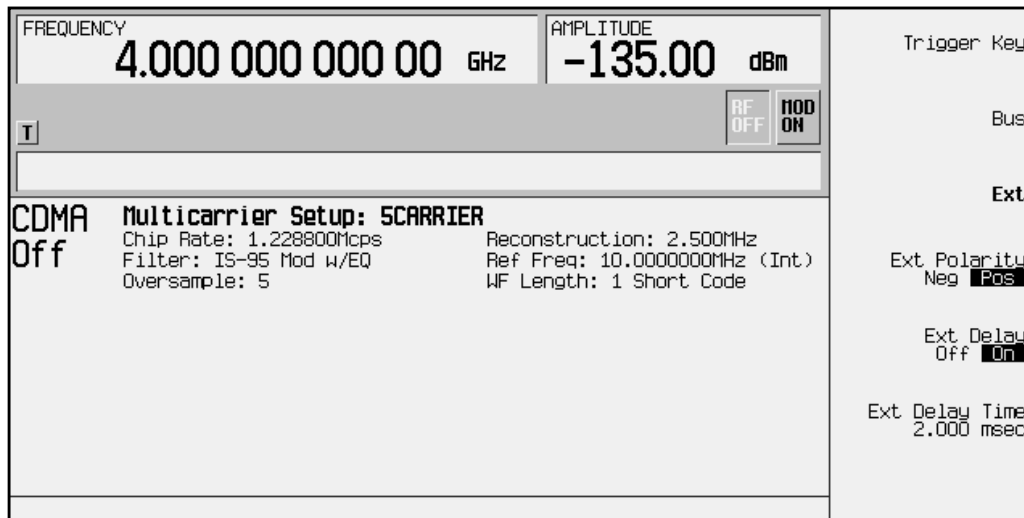 FREQUENCY
4.000 000 000 00 GHz
AMPLITUDE
-135.00 dBm
RF OFF
MOD ON
T
CDMA Off
Multicarrier Setup: 5CARRIER
Chip Rate: 1.228800Mcps
Reconstruction: 2.500MHz
Filter: IS-95 Mod w/EQ
Ref Freq: 10.0000000MHz (Int)
Oversample: 5
WF Length: 1 Short Code
Trigger Key
Bus
Ext
Ext Polarity
Neg Pos
Ext Delay
Off On
Ext Delay Time
2.000 msec